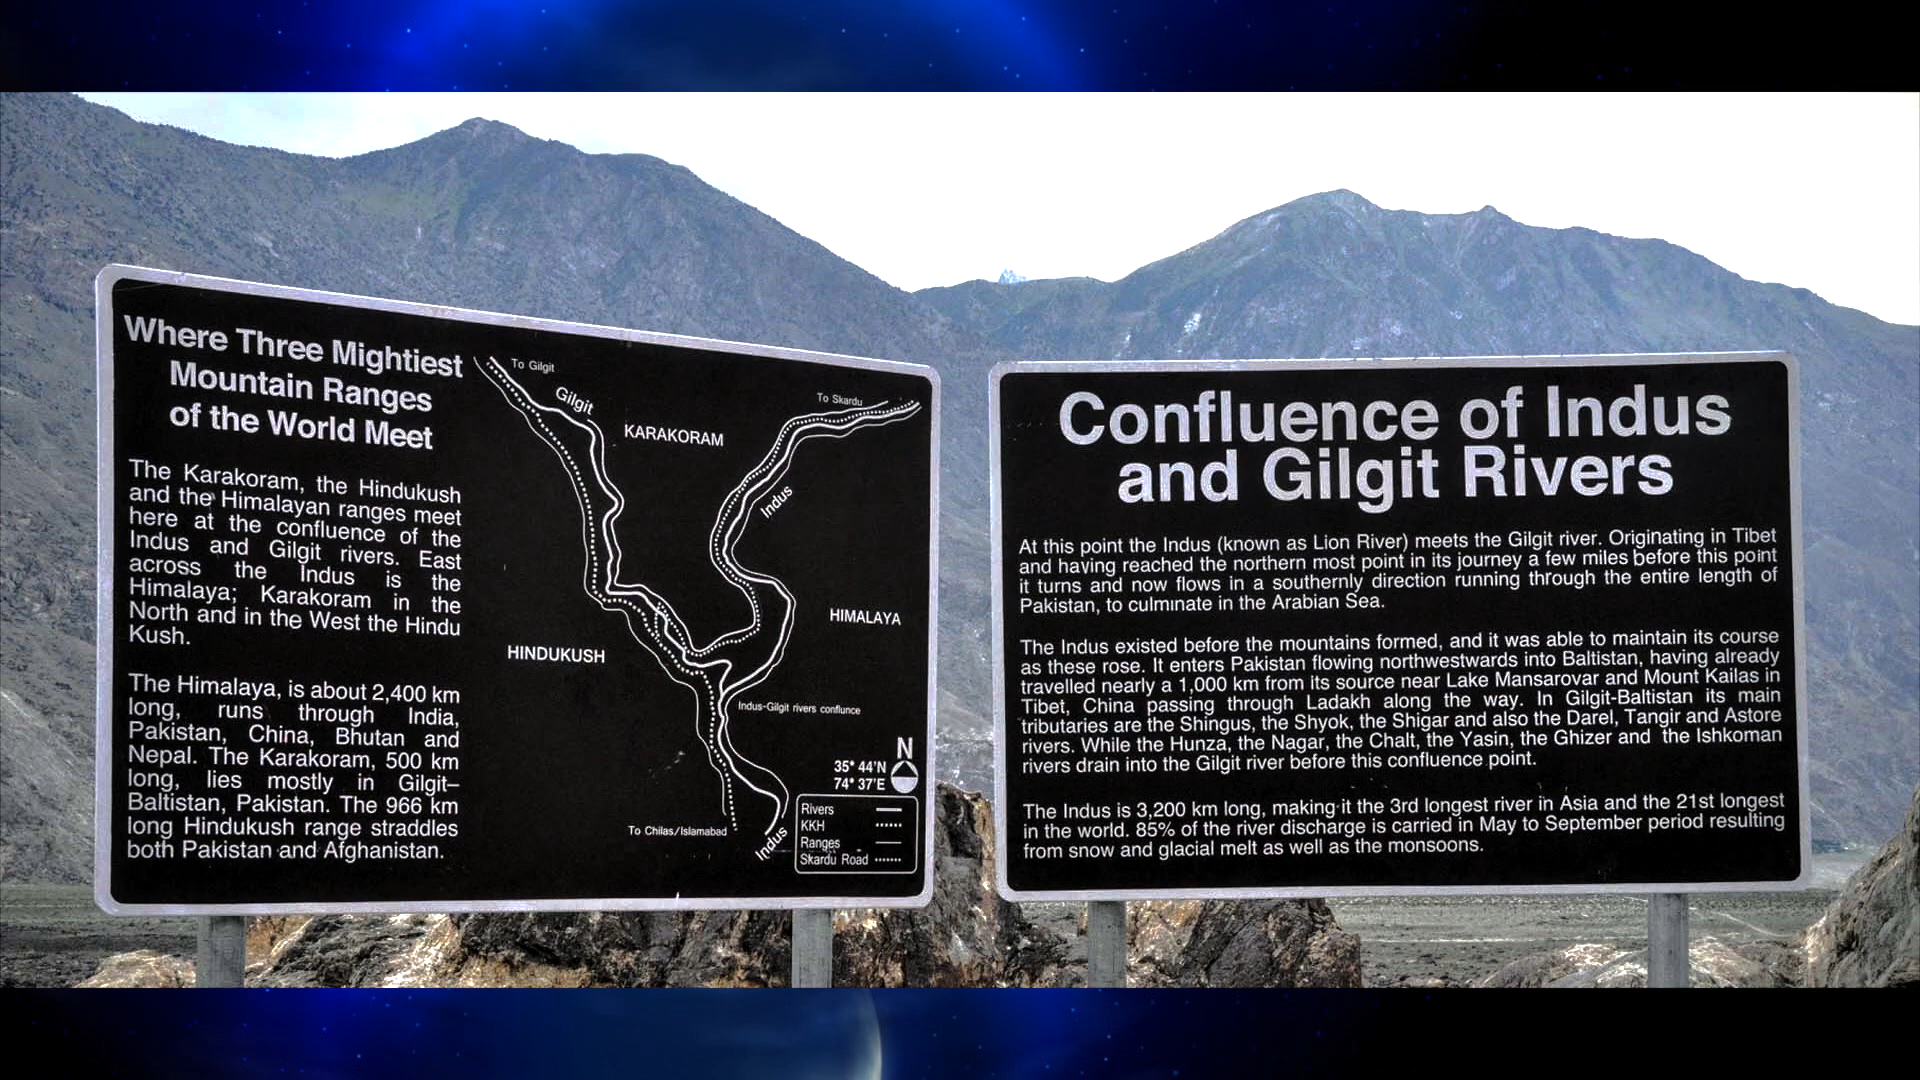 Where Three Mightiest
Mountain Ranges
of the World Meet
The Karakoram, the Hindukush
and the Himalayan ranges meet
here at the confluence of the
Indus and Gilgit rivers. East
across the Indus is the
Himalaya; Karakoram in the
North and in the West the Hindu
Kush.
The Himalaya, is about 2,400 km
long, runs through India,
Pakistan, China, Bhutan and
Nepal. The Karakoram, 500 km
long, lies mostly in Gilgit–
Baltistan, Pakistan. The 966 km
long Hindukush range straddles
both Pakistan and Afghanistan.
To Gilgit
Gilgit
KARAKORAM
To Skardu
Indus
HIMALAYA
HINDUKUSH
Indus-Gilgit rivers conflunce
N
35° 44'N
74° 37'E
To Chilas/Islamabad
Indus
Rivers
KKH
Ranges
Skardu Road
Confluence of Indus
and Gilgit Rivers
At this point the Indus (known as Lion River) meets the Gilgit river. Originating in Tibet
and having reached the northern most point in its journey a few miles before this point
it turns and now flows in a southernly direction running through the entire length of
Pakistan, to culminate in the Arabian Sea.
The Indus existed before the mountains formed, and it was able to maintain its course
as these rose. It enters Pakistan flowing northwestwards into Baltistan, having already
travelled nearly a 1,000 km from its source near Lake Mansarovar and Mount Kailas in
Tibet, China passing through Ladakh along the way. In Gilgit-Baltistan its main
tributaries are the Shingus, the Shyok, the Shigar and also the Darel, Tangir and Astore
rivers. While the Hunza, the Nagar, the Chalt, the Yasin, the Ghizer and the Ishkoman
rivers drain into the Gilgit river before this confluence point.
The Indus is 3,200 km long, making it the 3rd longest river in Asia and the 21st longest
in the world. 85% of the river discharge is carried in May to September period resulting
from snow and glacial melt as well as the monsoons.